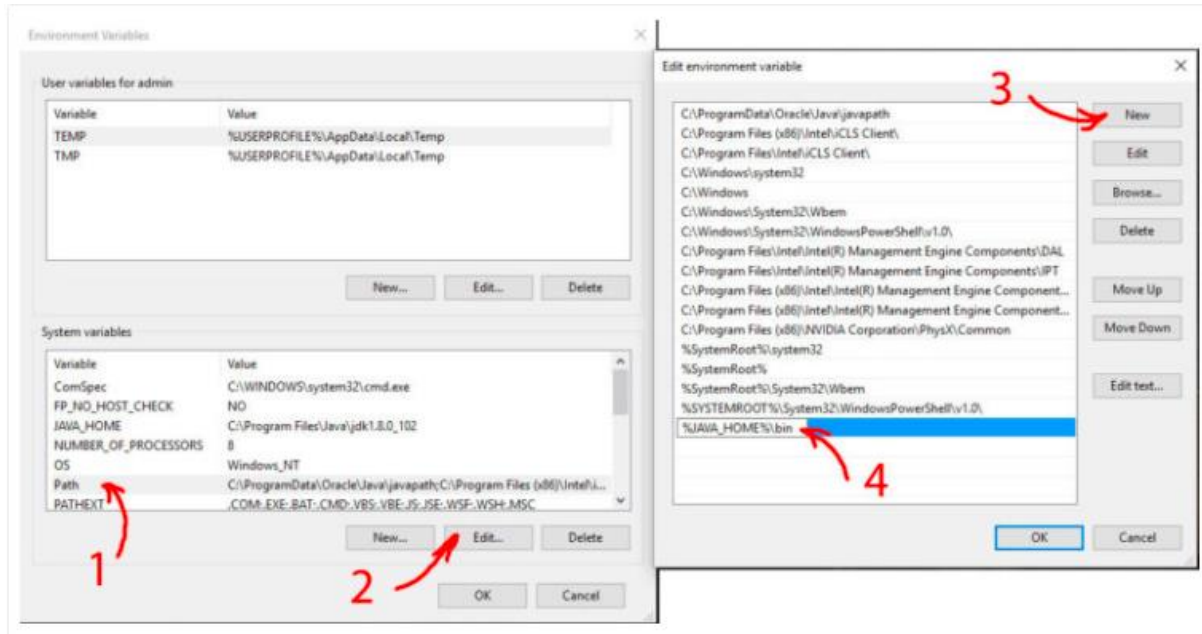 Environment Variables
User variables for admin
Variable Value
TEMP %USERPROFILE%\AppData\Local\Temp
TMP %USERPROFILE%\AppData\Local\Temp
New... Edit... Delete
System variables
Variable Value
ComSpec C:\WINDOWS\system32\cmd.exe
FP_NO_HOST_CHECK NO
JAVA_HOME C:\Program Files\Java\jdk1.8.0_102
NUMBER_OF_PROCESSORS 8
OS Windows_NT
Path C:\ProgramData\Oracle\Java\javapath;C:\Program Files (x86)\Intel\i...
PATHEXT .COM;.EXE;.BAT;.CMD;.VBS;.VBE;.JS;.JSE;.WSF;.WSH;.MSC
1
New... Edit... Delete
2
OK Cancel
Edit environment variable
3
C:\ProgramData\Oracle\Java\javapath
C:\Program Files (x86)\Intel\iCLS Client\
C:\Program Files\Intel\iCLS Client\
C:\Windows\system32
C:\Windows
C:\Windows\System32\Wbem
C:\Windows\System32\WindowsPowerShell\v1.0\
C:\Program Files\Intel\Intel(R) Management Engine Components\DAL
C:\Program Files\Intel\Intel(R) Management Engine Components\IPT
C:\Program Files (x86)\Intel\Intel(R) Management Engine Component...
C:\Program Files (x86)\Intel\Intel(R) Management Engine Component...
C:\Program Files (x86)\NVIDIA Corporation\PhysX\Common
%SystemRoot%\system32
%SystemRoot%
%SystemRoot%\System32\Wbem
%SYSTEMROOT%\System32\WindowsPowerShell\v1.0\
%JAVA_HOME%\bin
4
New
Edit
Browse...
Delete
Move Up
Move Down
Edit text...
OK Cancel